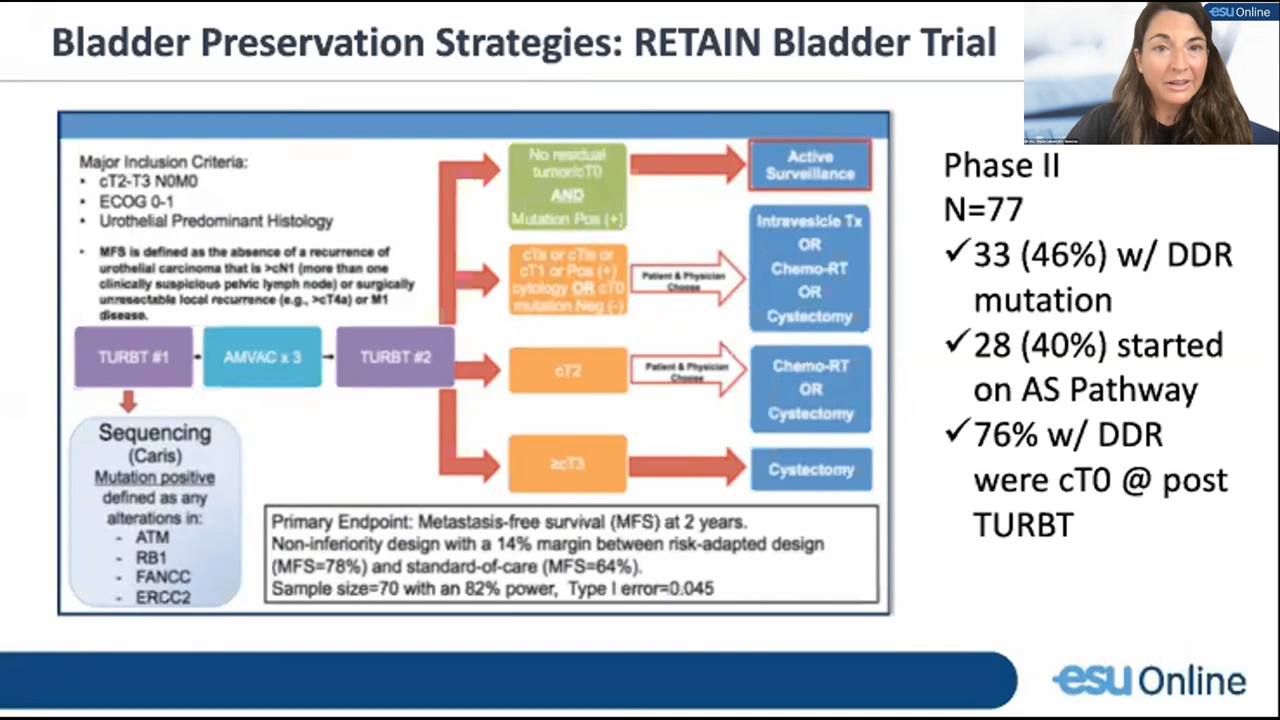 Bladder Preservation Strategies: RETAIN Bladder Trial
esu Online
Major Inclusion Criteria:
• cT2-T3 N0M0
• ECOG 0-1
• Urothelial Predominant Histology
• MFS is defined as the absence of a recurrence of
urothelial carcinoma that is >cN1 (more than one
clinically suspicious pelvic lymph node) or surgically
unresectable local recurrence (e.g., >cT4a) or M1
disease.
TURBT #1
AMVAC x 3
TURBT #2
Sequencing
(Caris)
Mutation positive
defined as any
alterations in:
- ATM
- RB1
- FANCC
- ERCC2
No residual
tumor/cT0
AND
Mutation Pos (+)
Active
Surveillance
cTa or cTis or
cT1 or Pos (+)
cytology OR cT0
mutation Neg (-)
Patient & Physician
Choose
Intravesicle Tx
OR
Chemo-RT
OR
Cystectomy
cT2
Patient & Physician
Choose
Chemo-RT
OR
Cystectomy
≥cT3
Cystectomy
Primary Endpoint: Metastasis-free survival (MFS) at 2 years.
Non-inferiority design with a 14% margin between risk-adapted design
(MFS=78%) and standard-of-care (MFS=64%).
Sample size=70 with an 82% power, Type I error=0.045
Phase II
N=77
✓33 (46%) w/ DDR
mutation
✓28 (40%) started
on AS Pathway
✓76% w/ DDR
were cT0 @ post
TURBT
esu Online